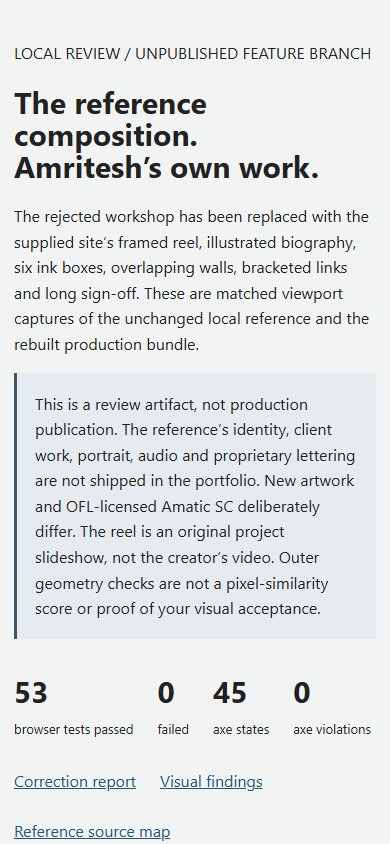 LOCAL REVIEW / UNPUBLISHED FEATURE BRANCH
The reference
composition.
Amritesh’s own work.
The rejected workshop has been replaced with the
supplied site’s framed reel, illustrated biography,
six ink boxes, overlapping walls, bracketed links
and long sign-off. These are matched viewport
captures of the unchanged local reference and the
rebuilt production bundle.
This is a review artifact, not production
publication. The reference’s identity, client
work, portrait, audio and proprietary lettering
are not shipped in the portfolio. New artwork
and OFL-licensed Amatic SC deliberately
differ. The reel is an original project
slideshow, not the creator’s video. Outer
geometry checks are not a pixel-similarity
score or proof of your visual acceptance.
53 0 45 0
browser tests passed failed axe states axe violations
Correction report Visual findings
Reference source map